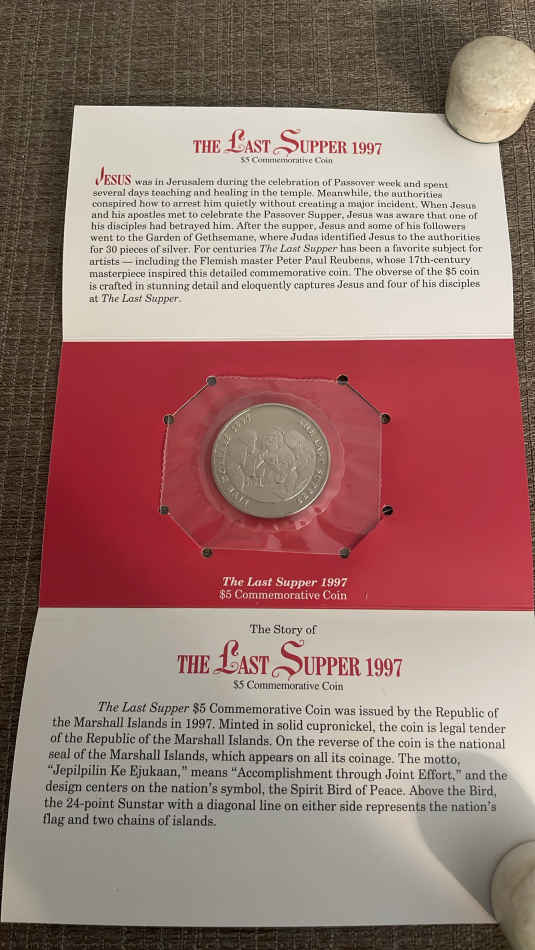 THE LAST SUPPER 1997
$5 Commemorative Coin
JESUS was in Jerusalem during the celebration of Passover week and spent
several days teaching and healing in the temple. Meanwhile, the authorities
conspired how to arrest him quietly without creating a major incident. When Jesus
and his apostles met to celebrate the Passover Supper, Jesus was aware that one of
his disciples had betrayed him. After the supper, Jesus and some of his followers
went to the Garden of Gethsemane, where Judas identified Jesus to the authorities
for 30 pieces of silver. For centuries The Last Supper has been a favorite subject for
artists — including the Flemish master Peter Paul Reubens, whose 17th-century
masterpiece inspired this detailed commemorative coin. The obverse of the $5 coin
is crafted in stunning detail and eloquently captures Jesus and four of his disciples
at The Last Supper.
THE LAST SUPPER
The Last Supper 1997
$5 Commemorative Coin
The Story of
THE LAST SUPPER 1997
$5 Commemorative Coin
The Last Supper $5 Commemorative Coin was issued by the Republic of
the Marshall Islands in 1997. Minted in solid cupronickel, the coin is legal tender
of the Republic of the Marshall Islands. On the reverse of the coin is the national
seal of the Marshall Islands, which appears on all its coinage. The motto,
“Jepilpilin Ke Ejukaan,” means “Accomplishment through Joint Effort,” and the
design centers on the nation’s symbol, the Spirit Bird of Peace. Above the Bird,
the 24-point Sunstar with a diagonal line on either side represents the nation’s
flag and two chains of islands.